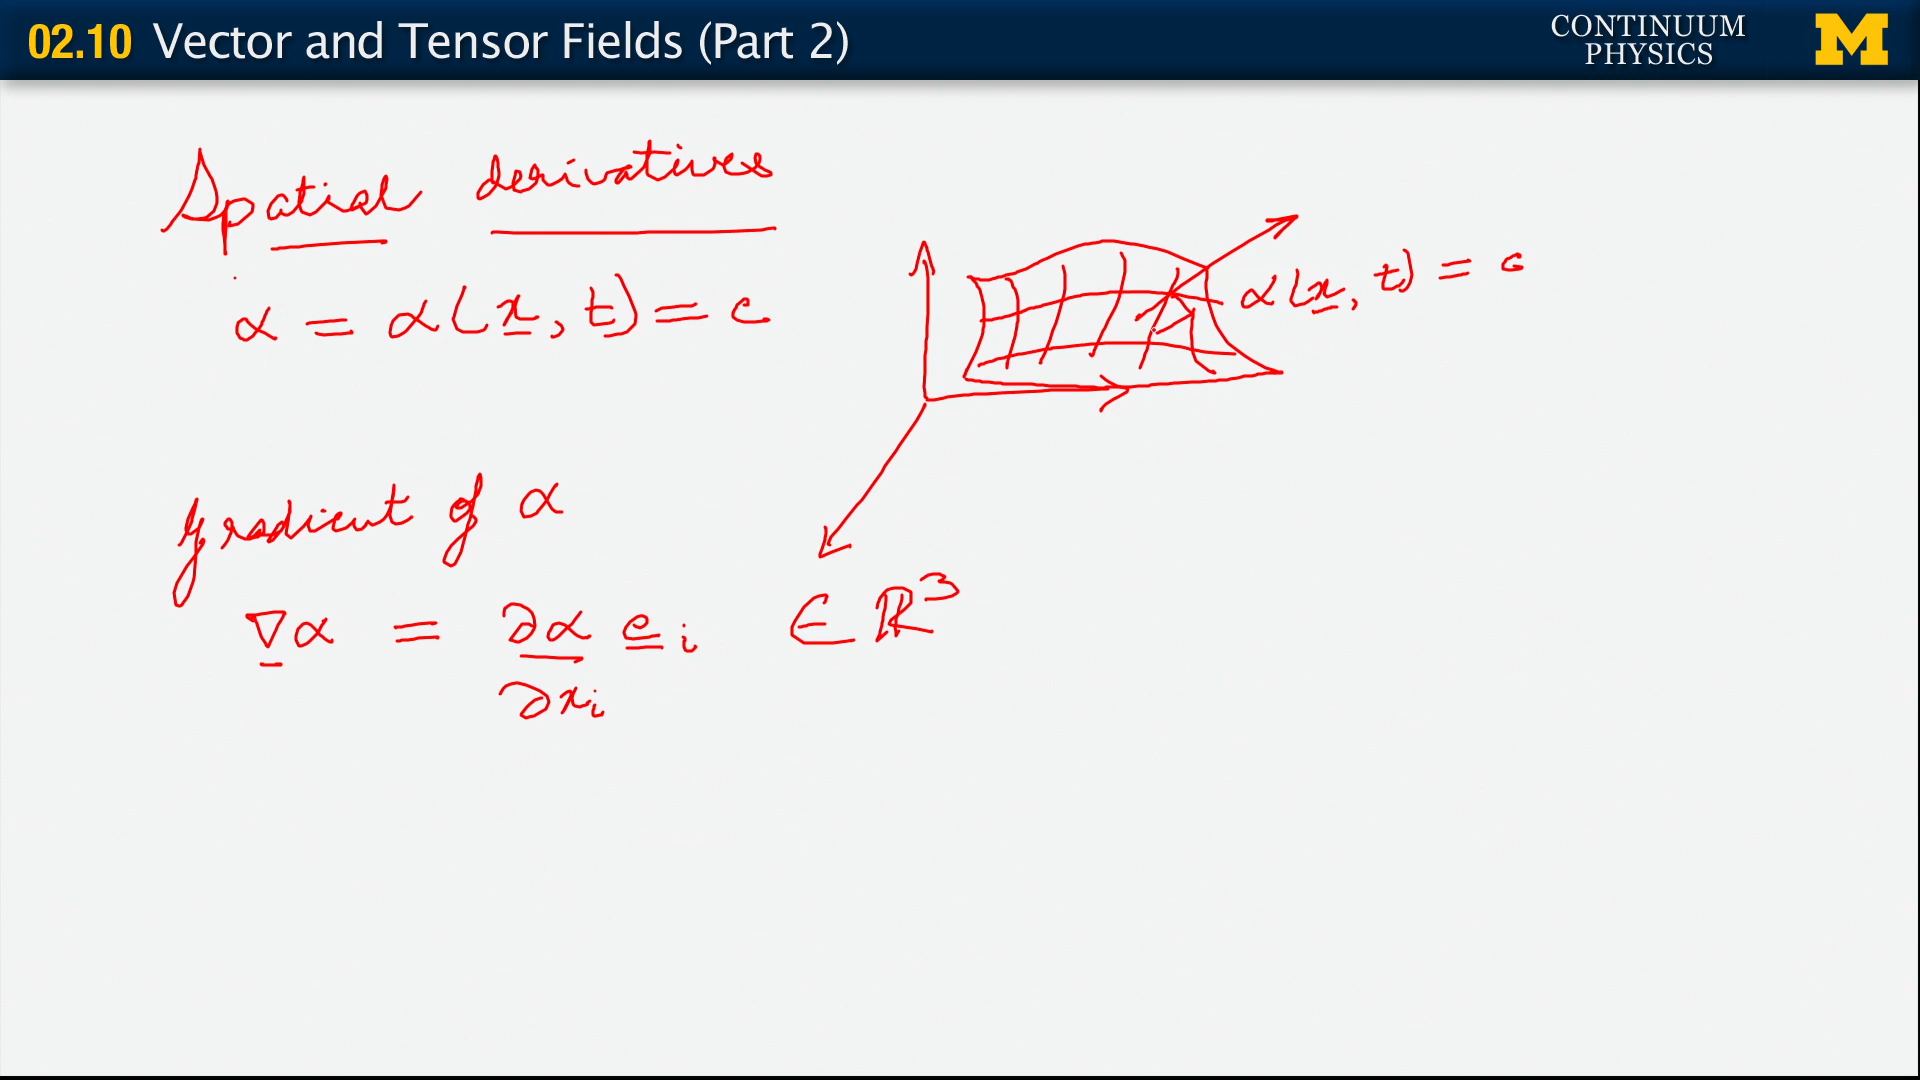 02.10 Vector and Tensor Fields (Part 2)
CONTINUUM
PHYSICS
M
Spatial derivatives
α = α(x, t) = c
α(x, t) = c
gradient of α
∇α = ∂α/∂xᵢ eᵢ ∈ ℝ³